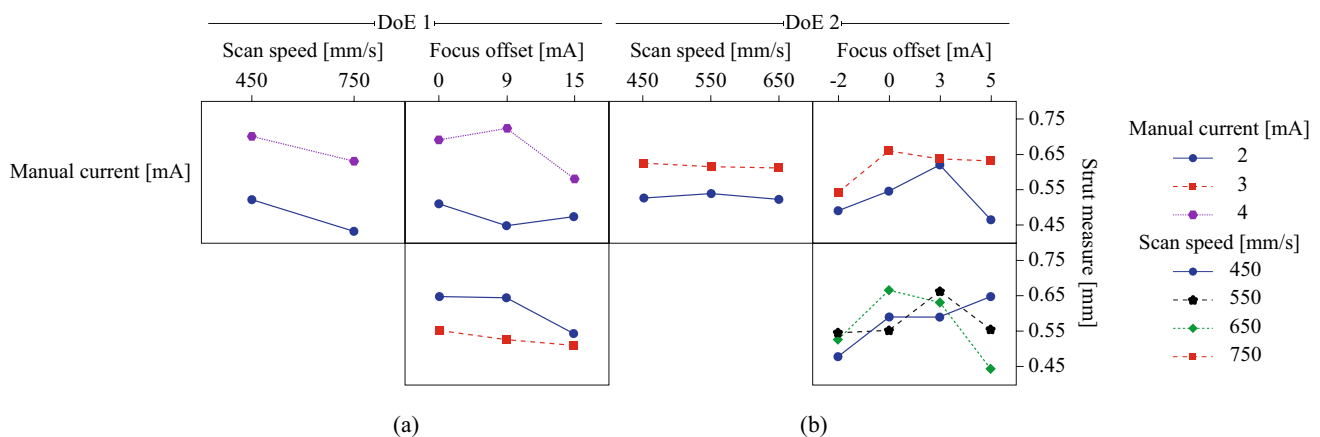 DoE 1
DoE 2
Scan speed [mm/s]
Focus offset [mA]
Scan speed [mm/s]
Focus offset [mA]
450 750
0 9 15
450 550 650
-2 0 3 5
Manual current [mA]
0.75
0.65
0.55
0.45
0.75
0.65
0.55
0.45
Strut measure [mm]
Manual current [mA]
2
3
4
Scan speed [mm/s]
450
550
650
750
(a)
(b)